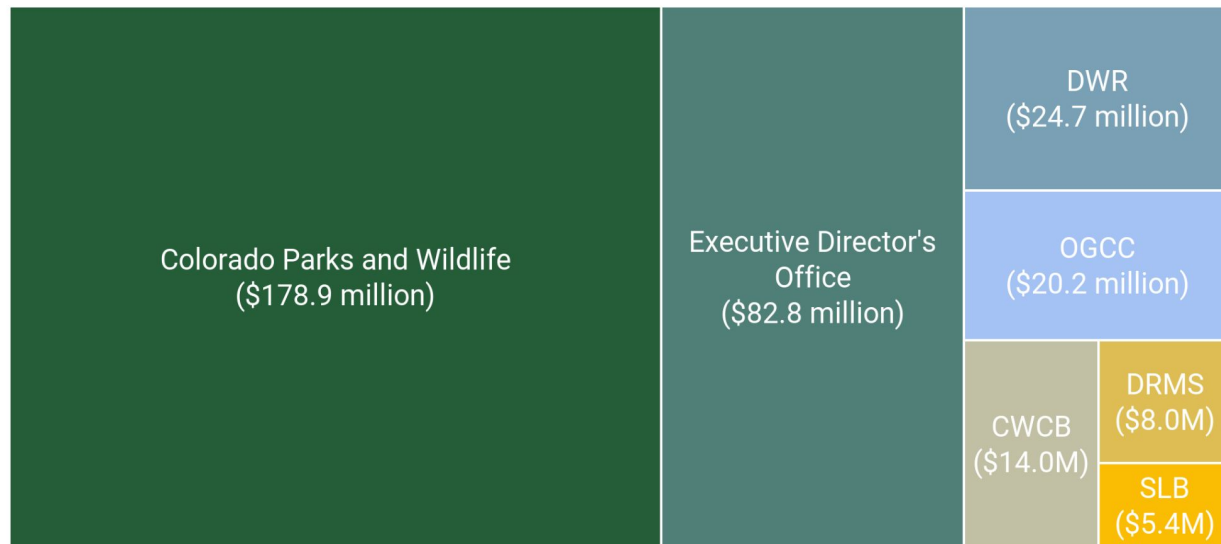 Colorado Parks and Wildlife
($178.9 million)
Executive Director's
Office
($82.8 million)
DWR
($24.7 million)
OGCC
($20.2 million)
CWCB
($14.0M)
DRMS
($8.0M)
SLB
($5.4M)